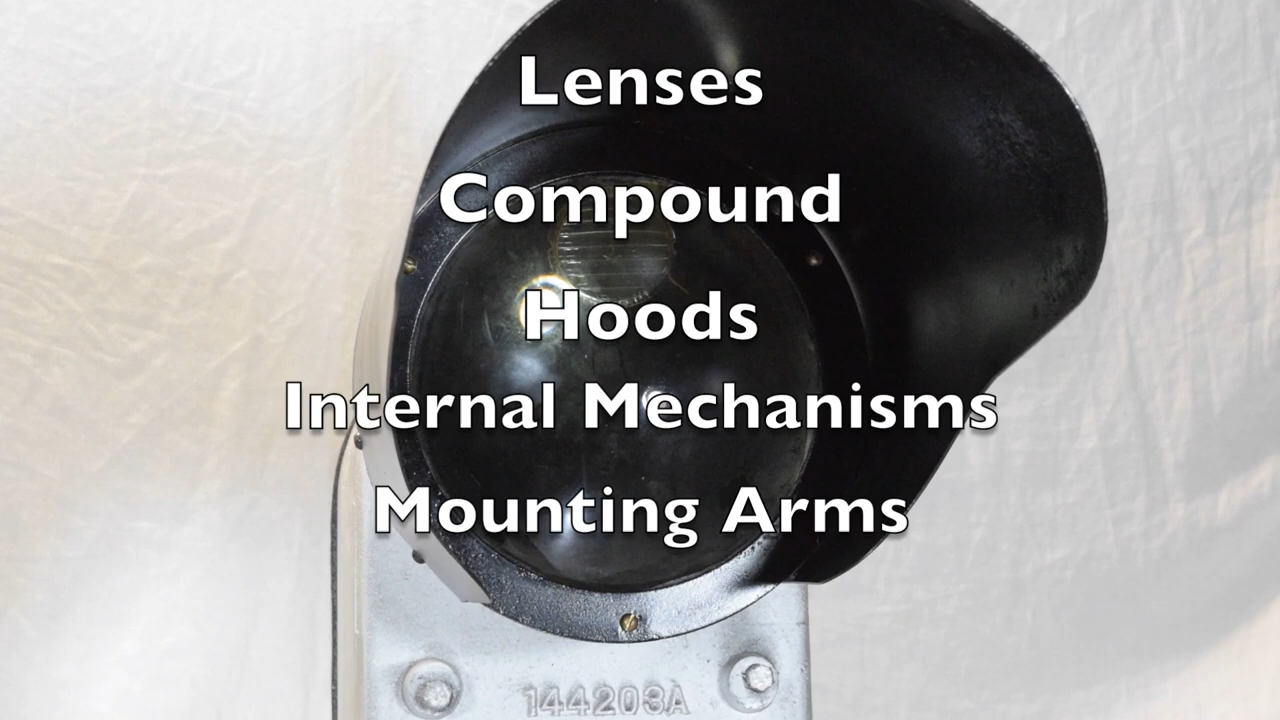 Lenses
Compound
Hoods
Internal Mechanisms
Mounting Arms
144203A